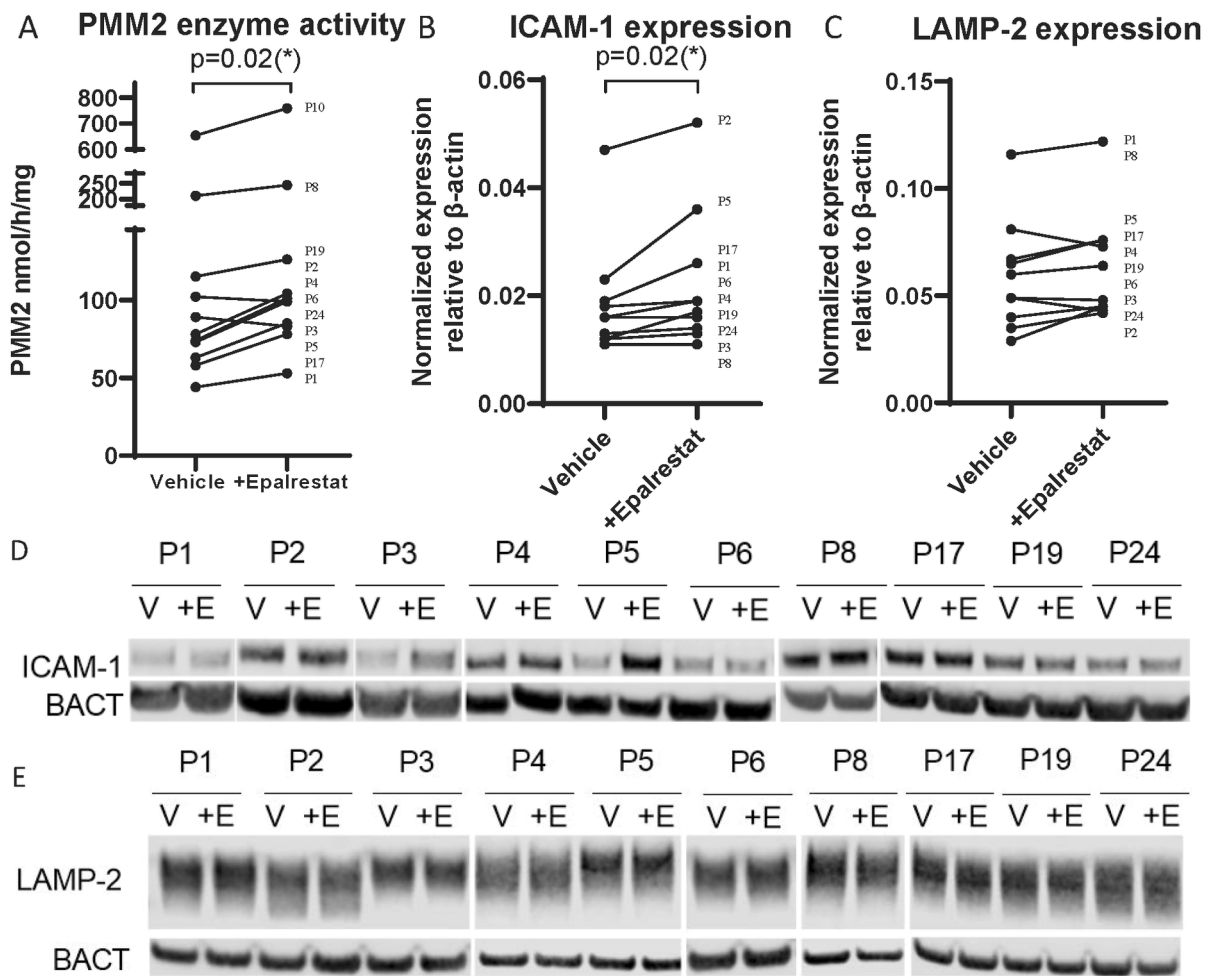 A
PMM2 enzyme activity
p=0.02(*)
PMM2 nmol/h/mg
800
700
600
250
200
100
50
0
P10
P8
P19
P2
P4
P6
P24
P3
P5
P17
P1
Vehicle +Epalrestat
B
ICAM-1 expression
p=0.02(*)
Normalized expression
relative to β-actin
0.06
0.04
0.02
0.00
P2
P5
P17
P1
P6
P4
P19
P24
P3
P8
Vehicle
+Epalrestat
C
LAMP-2 expression
Normalized expression
relative to β-actin
0.15
0.10
0.05
0.00
P1
P8
P5
P17
P4
P19
P6
P3
P24
P2
Vehicle
+Epalrestat
D
P1 P2 P3 P4 P5 P6 P8 P17 P19 P24
V +E V +E V +E V +E V +E V +E V +E V +E V +E V +E
ICAM-1
BACT
E
P1 P2 P3 P4 P5 P6 P8 P17 P19 P24
V +E V +E V +E V +E V +E V +E V +E V +E V +E V +E
LAMP-2
BACT